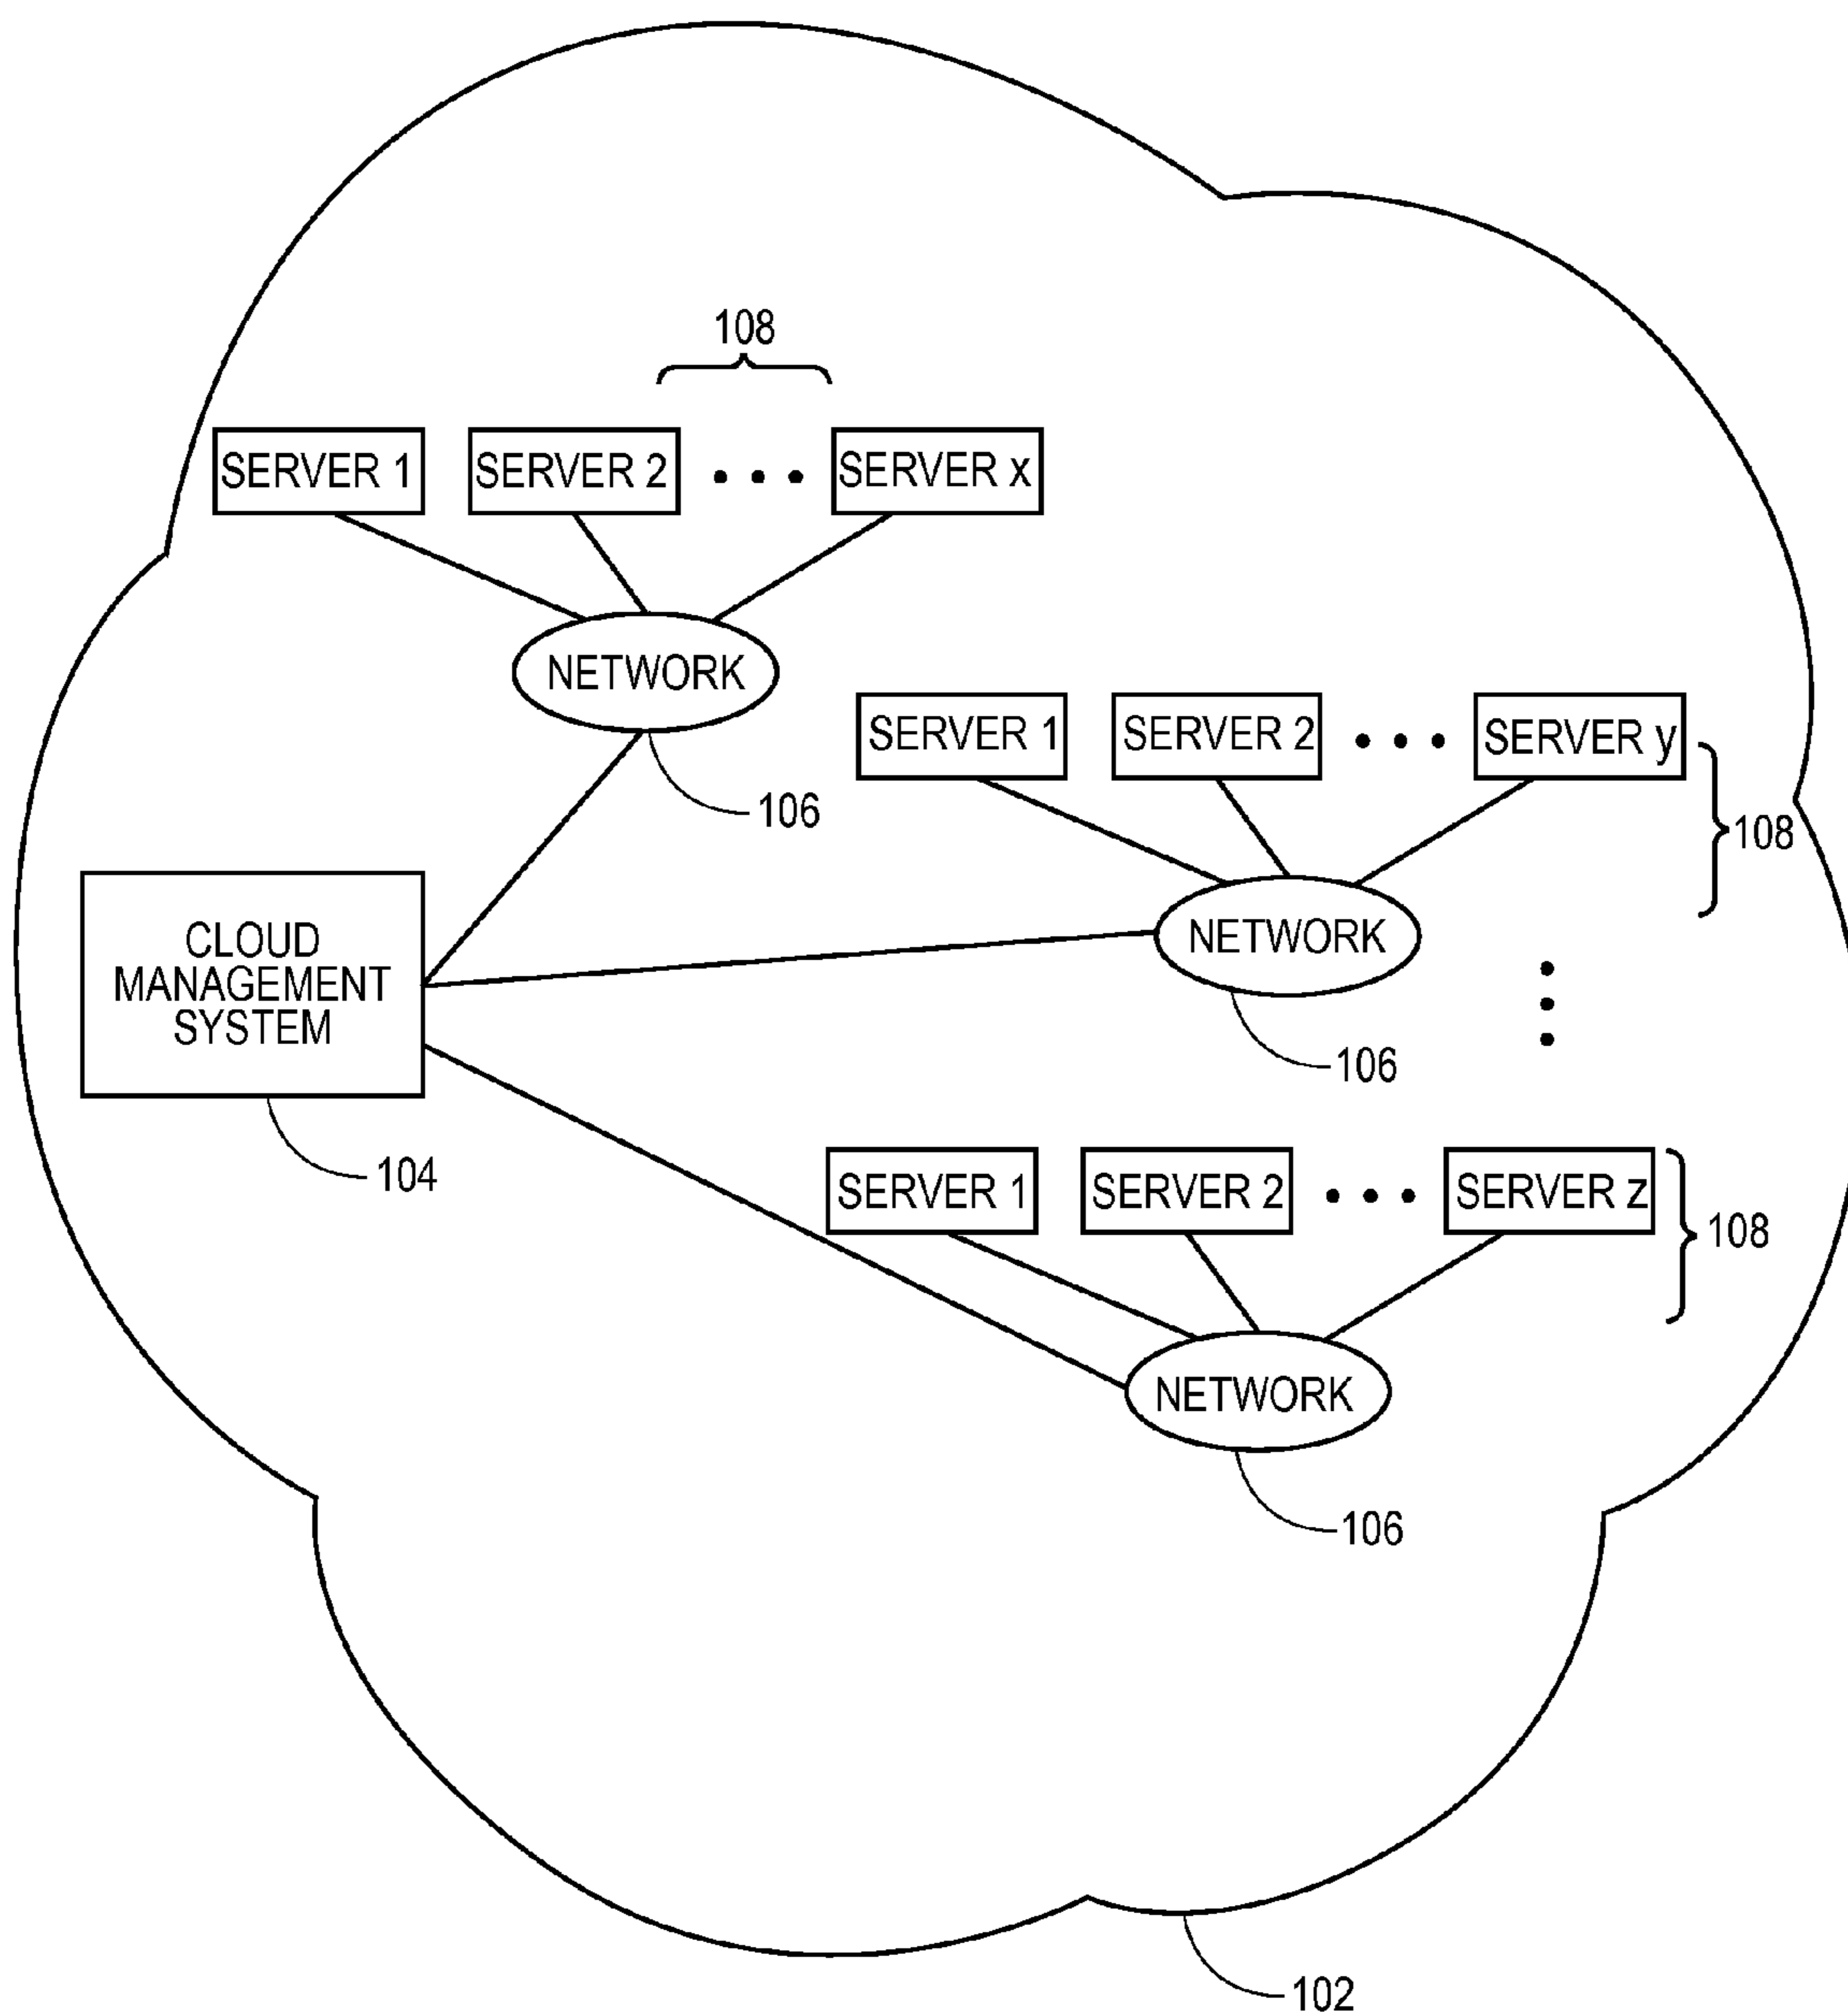 108
SERVER 1
SERVER 2
SERVER x
NETWORK
106
SERVER 1
SERVER 2
SERVER y
108
NETWORK
106
CLOUD
MANAGEMENT
SYSTEM
104
SERVER 1
SERVER 2
SERVER z
108
NETWORK
106
102